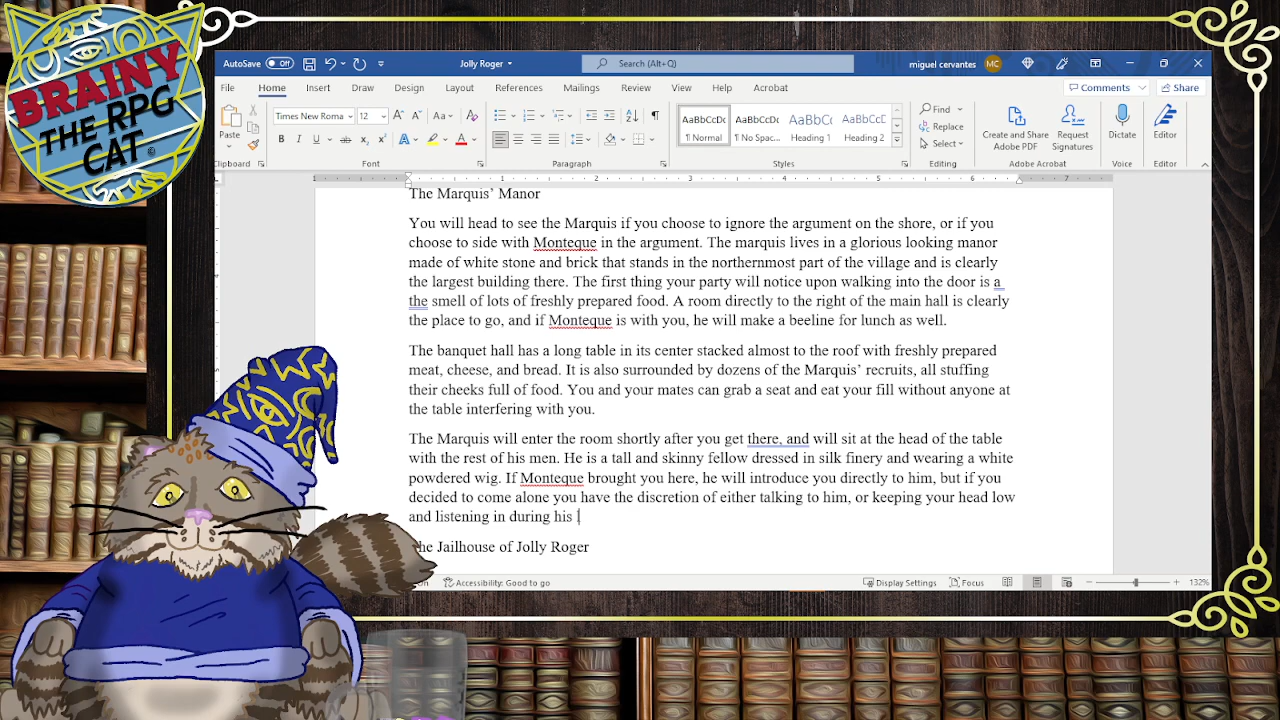 BRAINY
THE RPG
CAT
AutoSave Off
Jolly Roger
Search (Alt+Q)
miguel cervantes MC
File Home Insert Draw Design Layout References Mailings Review View Help Acrobat Comments Share
Paste
Times New Roma 12
Aa
B I U ab
AaBbCcDc AaBbCcDc AaBbCc AaBbCcC
¶ Normal ¶ No Spac... Heading 1 Heading 2
Find
Replace
Select
Create and Share
Adobe PDF
Request
Signatures
Dictate
Editor
Clipboard Font Paragraph Styles Editing Adobe Acrobat Voice Editor
1 1 2 3 4 5 6 7
The Marquis’ Manor
You will head to see the Marquis if you choose to ignore the argument on the shore, or if you
choose to side with Monteque in the argument. The marquis lives in a glorious looking manor
made of white stone and brick that stands in the northernmost part of the village and is clearly
the largest building there. The first thing your party will notice upon walking into the door is a
the smell of lots of freshly prepared food. A room directly to the right of the main hall is clearly
the place to go, and if Monteque is with you, he will make a beeline for lunch as well.
The banquet hall has a long table in its center stacked almost to the roof with freshly prepared
meat, cheese, and bread. It is also surrounded by dozens of the Marquis’ recruits, all stuffing
their cheeks full of food. You and your mates can grab a seat and eat your fill without anyone at
the table interfering with you.
The Marquis will enter the room shortly after you get there, and will sit at the head of the table
with the rest of his men. He is a tall and skinny fellow dressed in silk finery and wearing a white
powdered wig. If Monteque brought you here, he will introduce you directly to him, but if you
decided to come alone you have the discretion of either talking to him, or keeping your head low
and listening in during his
he Jailhouse of Jolly Roger
Accessibility: Good to go
Display Settings Focus 132%